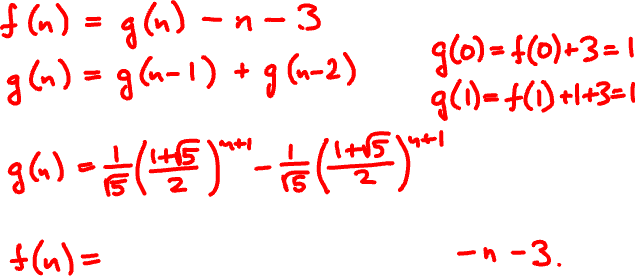 f(n) = g(n) - n - 3
g(n) = g(n-1) + g(n-2)
g(0) = f(0)+3 = 1
g(1) = f(1)+1+3 = 1
g(n) = 1/√5 ((1+√5)/2)^(n+1) - 1/√5 ((1+√5)/2)^(n+1)
f(n) = - n - 3.